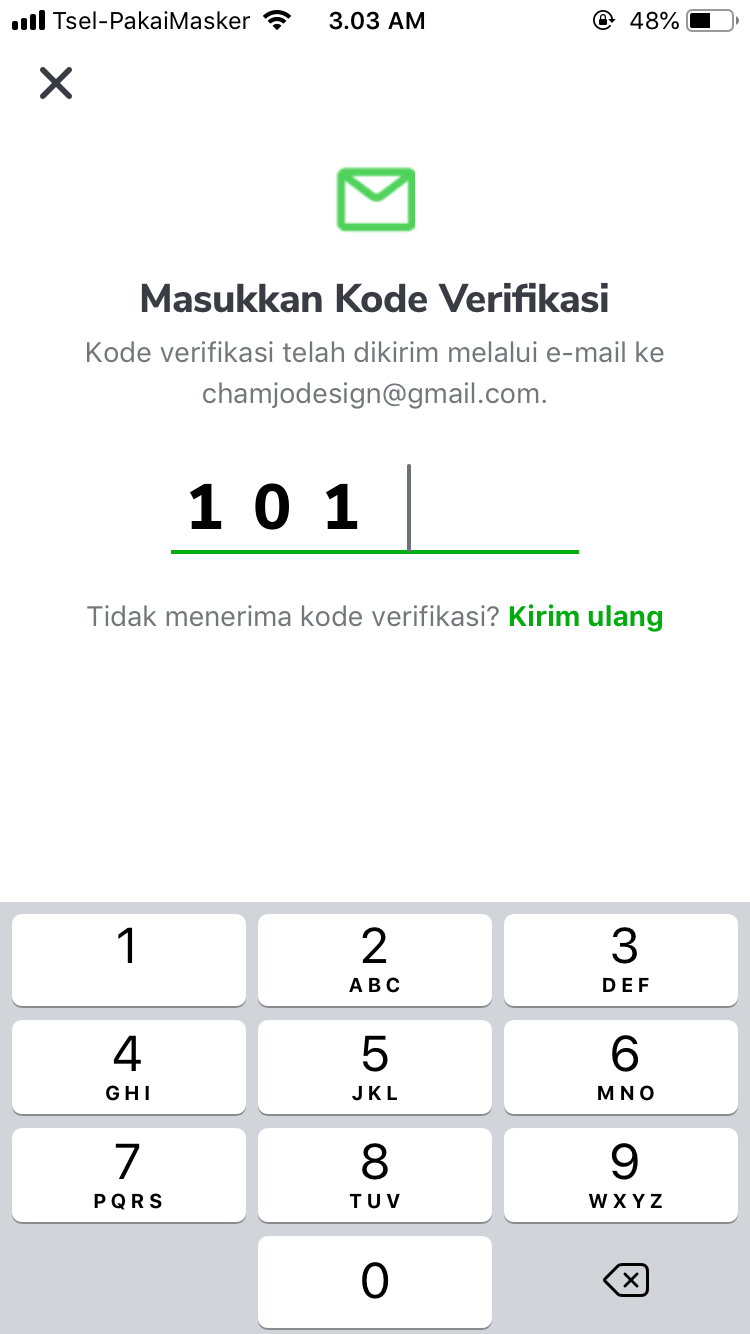 Tsel-PakaiMasker 3.03 AM 48%
Masukkan Kode Verifikasi
Kode verifikasi telah dikirim melalui e-mail ke
chamjodesign@gmail.com.
1 0 1
Tidak menerima kode verifikasi? Kirim ulang
1 2 3
ABC DEF
4 5 6
GHI JKL MNO
7 8 9
PQRS TUV WXYZ
0